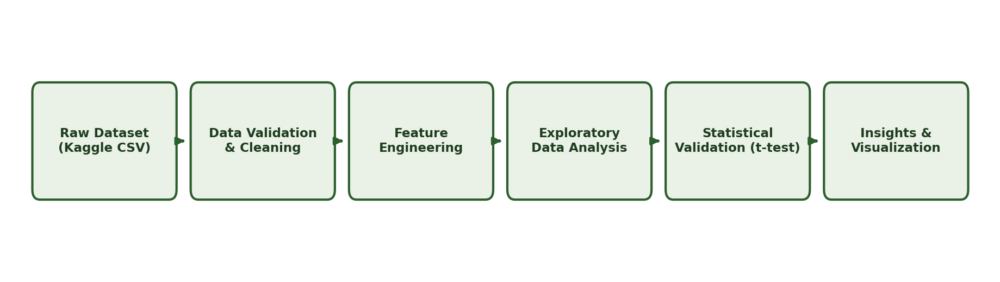 Raw Dataset
(Kaggle CSV)
Data Validation
& Cleaning
Feature
Engineering
Exploratory
Data Analysis
Statistical
Validation (t-test)
Insights &
Visualization